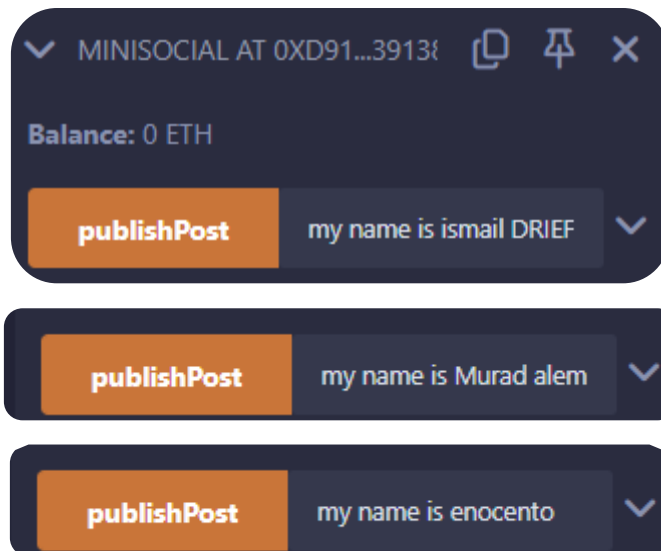 MINISOCIAL AT 0XD91...39138
Balance: 0 ETH
publishPost my name is ismail DRIEF
publishPost my name is Murad alem
publishPost my name is enocento